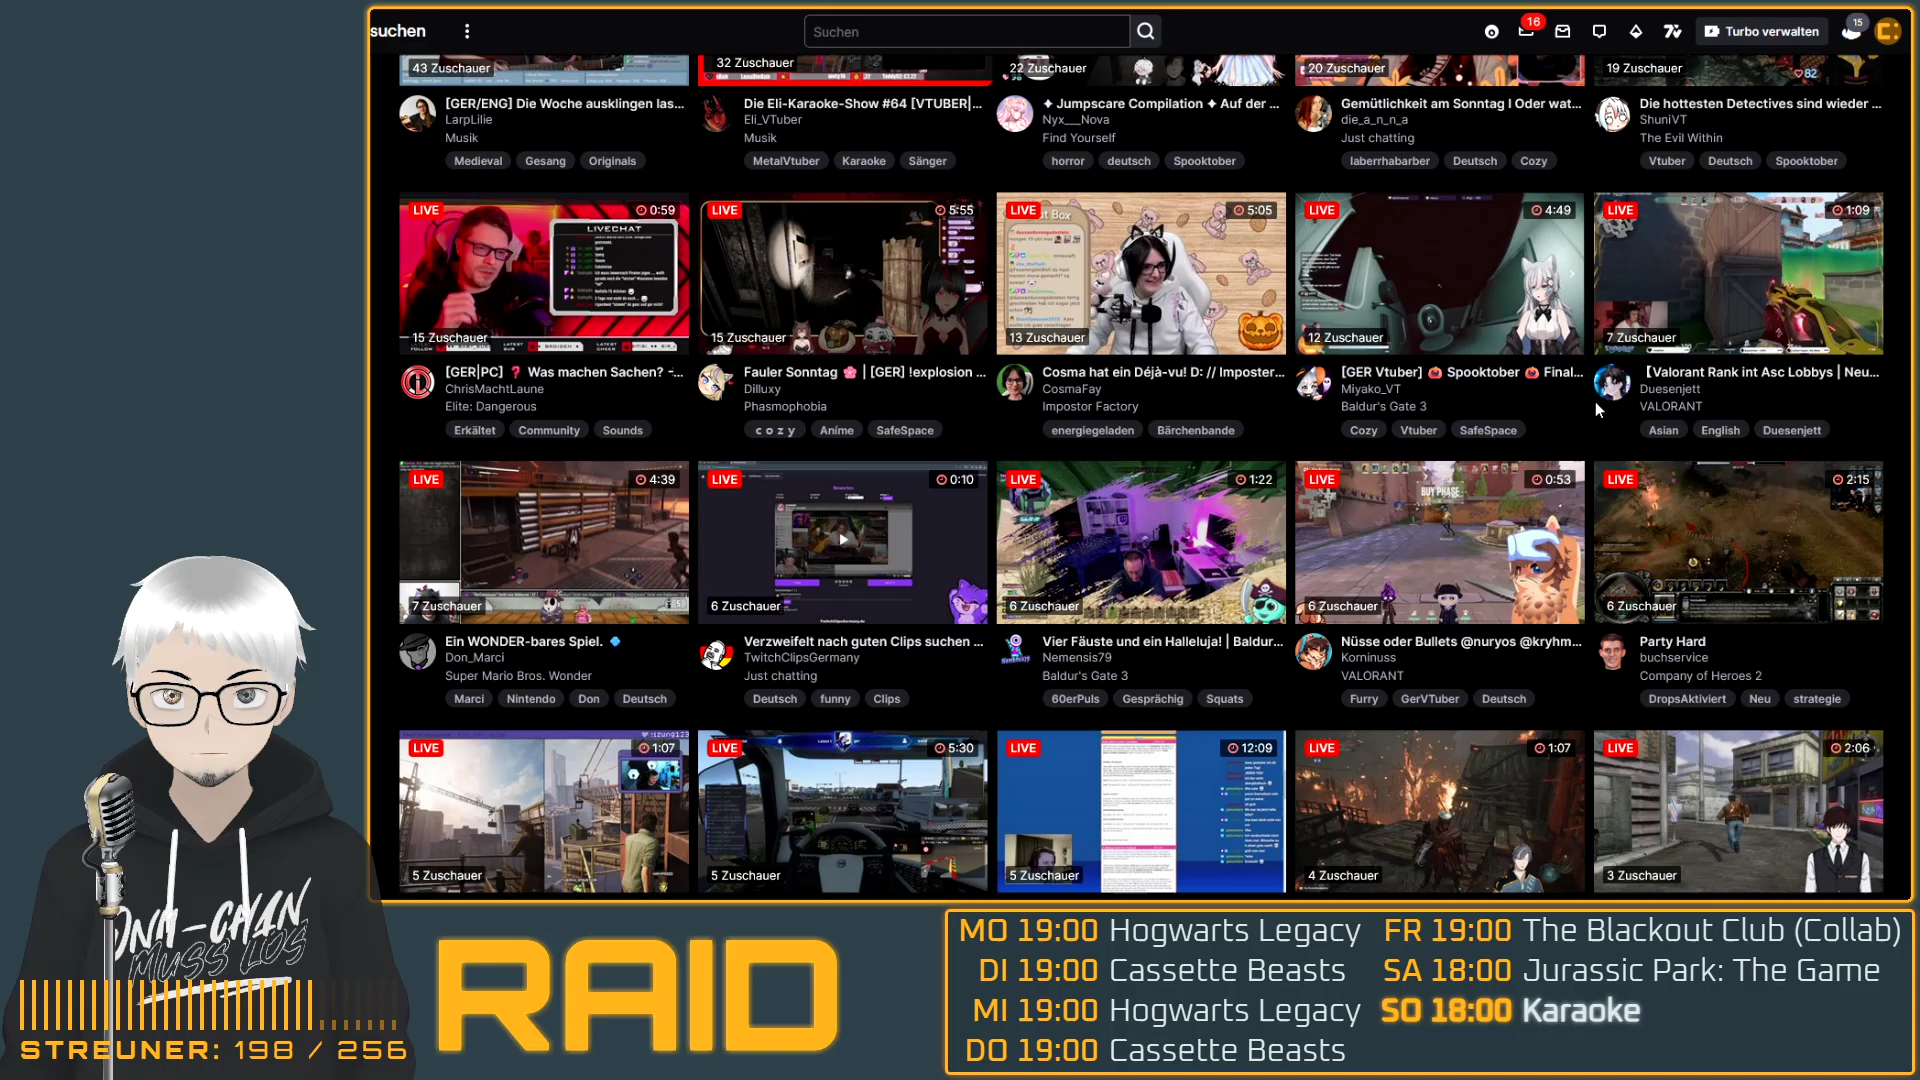 suchen
Suchen
16
Turbo verwalten
15
43 Zuschauer
32 Zuschauer
22 Zuschauer
20 Zuschauer
19 Zuschauer
82
[GER/ENG] Die Woche ausklingen las...
LarpLilie
Musik
Medieval Gesang Originals
Die Eli-Karaoke-Show #64 [VTUBER|...
Eli_VTuber
Musik
MetalVtuber Karaoke Sänger
✦ Jumpscare Compilation ✦ Auf der ...
Nyx___Nova
Find Yourself
horror deutsch Spooktober
Gemütlichkeit am Sonntag I Oder wat...
die_a_n_n_a
Just chatting
laberrhabarber Deutsch Cozy
Die hottesten Detectives sind wieder ...
ShuniVT
The Evil Within
Vtuber Deutsch Spooktober
LIVE 0:59
LIVECHAT
15 Zuschauer
LIVE 5:55
15 Zuschauer
LIVE 5:05
13 Zuschauer
LIVE 4:49
12 Zuschauer
LIVE 1:09
7 Zuschauer
[GER|PC] ❓ Was machen Sachen? -...
ChrisMachtLaune
Elite: Dangerous
Erkältet Community Sounds
Fauler Sonntag 🌸 | [GER] !explosion ...
Dilluxy
Phasmophobia
c o z y Aníme SafeSpace
Cosma hat ein Déjà-vu! D: // Imposter...
CosmaFay
Impostor Factory
energiegeladen Bärchenbande
[GER Vtuber] 🎃 Spooktober 🎃 Final...
Miyako_VT
Baldur's Gate 3
Cozy Vtuber SafeSpace
【Valorant Rank int Asc Lobbys | Neu...
Duesenjett
VALORANT
Asian English Duesenjett
LIVE 4:39
7 Zuschauer
LIVE 0:10
6 Zuschauer
LIVE 1:22
6 Zuschauer
LIVE 0:53
BUY PHASE
6 Zuschauer
LIVE 2:15
6 Zuschauer
Ein WONDER-bares Spiel. 🔹
Don_Marci
Super Mario Bros. Wonder
Marci Nintendo Don Deutsch
Verzweifelt nach guten Clips suchen ...
TwitchClipsGermany
Just chatting
Deutsch funny Clips
Vier Fäuste und ein Halleluja! | Baldur...
Nemensis79
Baldur's Gate 3
60erPuls Gesprächig Squats
Nüsse oder Bullets @nuryos @kryhm...
Korninuss
VALORANT
Furry GerVTuber Deutsch
Party Hard
buchservice
Company of Heroes 2
DropsAktiviert Neu strategie
LIVE 1:07
5 Zuschauer
LIVE 5:30
5 Zuschauer
LIVE 12:09
5 Zuschauer
LIVE 1:07
4 Zuschauer
LIVE 2:06
3 Zuschauer
MUSS LOS
STREUNER: 198 / 256
RAID
MO 19:00 Hogwarts Legacy
DI 19:00 Cassette Beasts
MI 19:00 Hogwarts Legacy
DO 19:00 Cassette Beasts
FR 19:00 The Blackout Club (Collab)
SA 18:00 Jurassic Park: The Game
SO 18:00 Karaoke